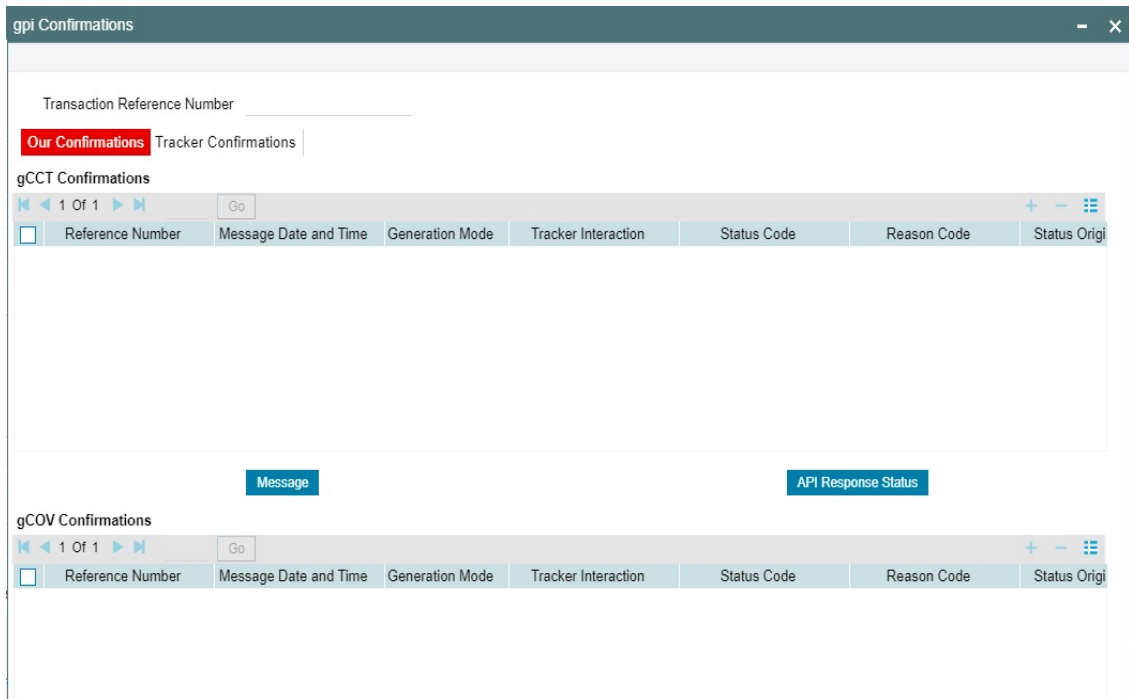 gpi Confirmations
Transaction Reference Number
Our Confirmations Tracker Confirmations
gCCT Confirmations
1 Of 1 Go
Reference Number Message Date and Time Generation Mode Tracker Interaction Status Code Reason Code Status Origi
Message API Response Status
gCOV Confirmations
1 Of 1 Go
Reference Number Message Date and Time Generation Mode Tracker Interaction Status Code Reason Code Status Origi